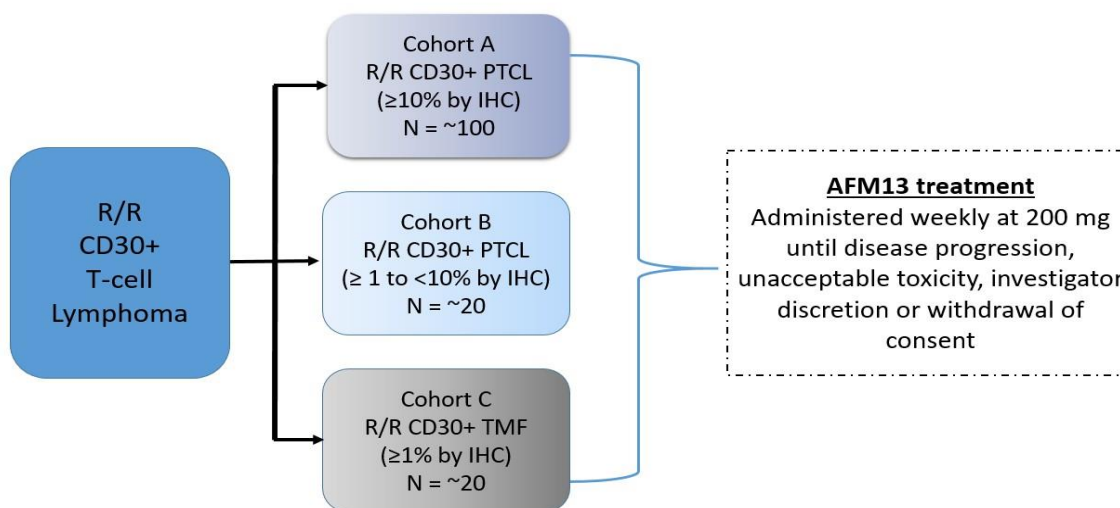 R/R
CD30+
T-cell
Lymphoma
Cohort A
R/R CD30+ PTCL
(≥10% by IHC)
N = ~100
Cohort B
R/R CD30+ PTCL
(≥ 1 to <10% by IHC)
N = ~20
Cohort C
R/R CD30+ TMF
(≥1% by IHC)
N = ~20
AFM13 treatment
Administered weekly at 200 mg
until disease progression,
unacceptable toxicity, investigator
discretion or withdrawal of
consent